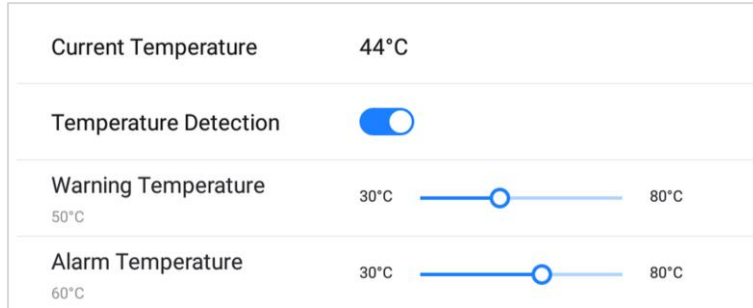 Current Temperature 44°C
Temperature Detection
Warning Temperature
50°C
30°C 80°C
Alarm Temperature
60°C
30°C 80°C